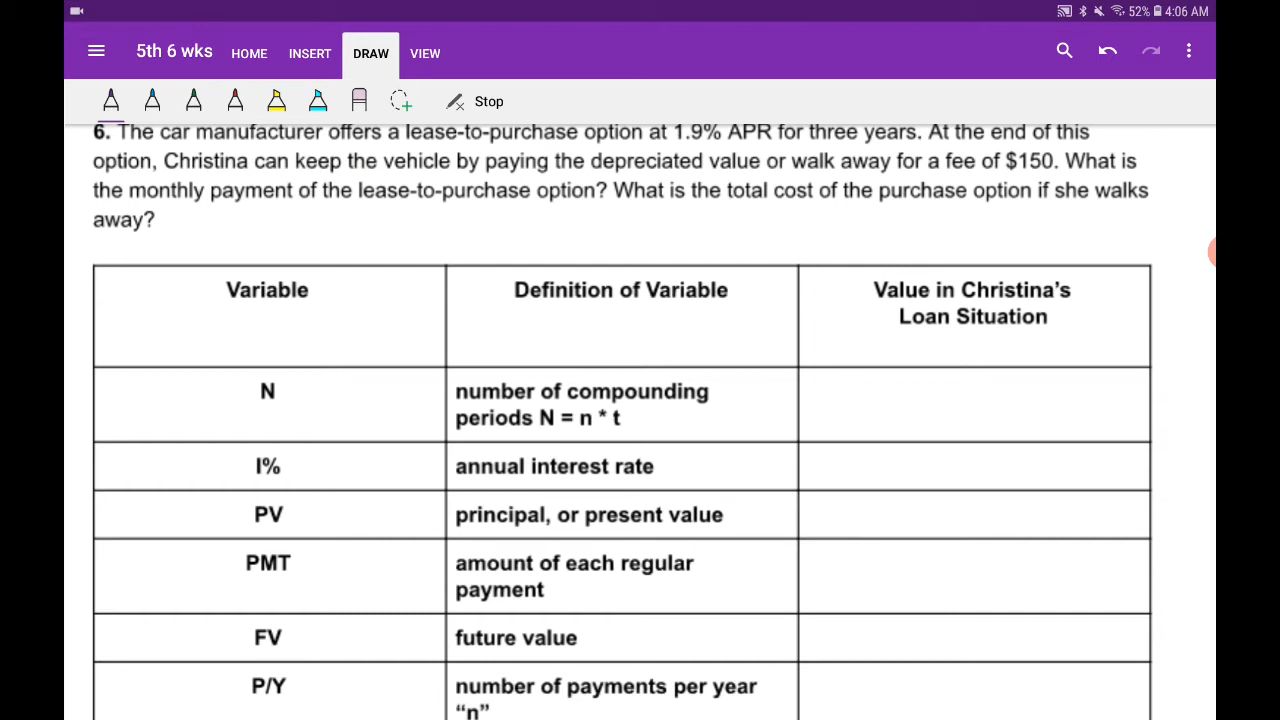 52% 4:06 AM
5th 6 wks HOME INSERT DRAW VIEW
Stop
6. The car manufacturer offers a lease-to-purchase option at 1.9% APR for three years. At the end of this
option, Christina can keep the vehicle by paying the depreciated value or walk away for a fee of $150. What is
the monthly payment of the lease-to-purchase option? What is the total cost of the purchase option if she walks
away?
Variable Definition of Variable Value in Christina's
Loan Situation
N number of compounding
periods N = n * t
I% annual interest rate
PV principal, or present value
PMT amount of each regular
payment
FV future value
P/Y number of payments per year
“n”